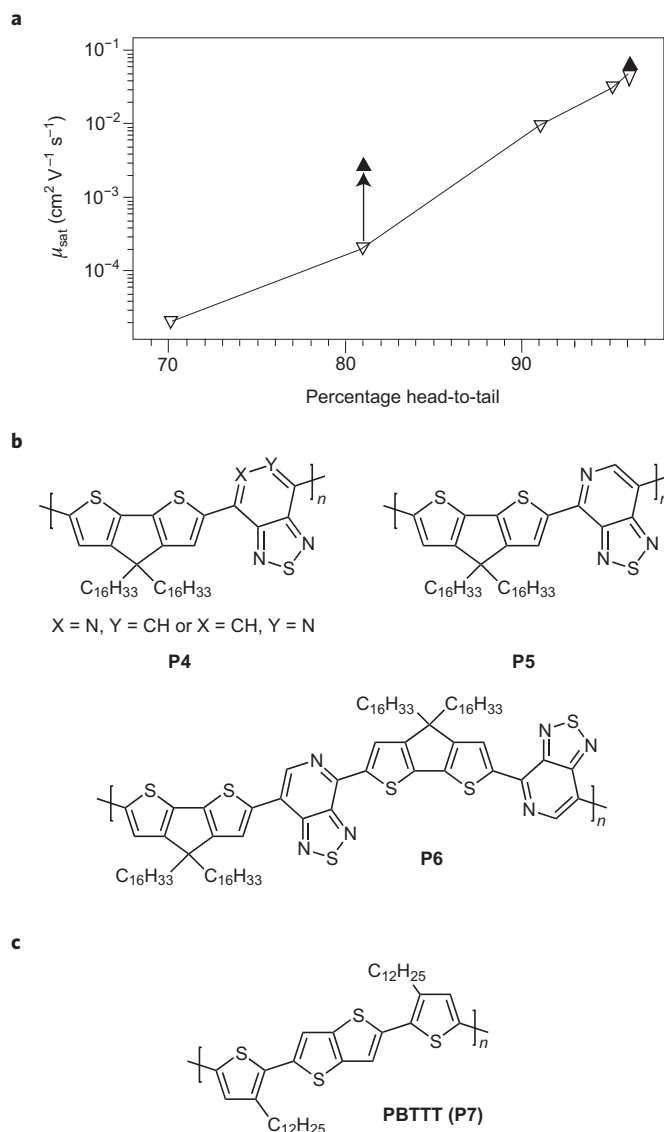 a
10⁻¹
10⁻²
10⁻³
10⁻⁴
μsat (cm² V⁻¹ s⁻¹)
70 80 90
Percentage head-to-tail
b
S S X Y n
N N
S
C₁₆H₃₃ C₁₆H₃₃
X = N, Y = CH or X = CH, Y = N
P4
S S N n
N N
S
C₁₆H₃₃ C₁₆H₃₃
P5
C₁₆H₃₃ C₁₆H₃₃
S
N N
S S N
S S
N n
N N
S
C₁₆H₃₃ C₁₆H₃₃
P6
c
C₁₂H₂₅
S S S
n
S
C₁₂H₂₅
PBTTT (P7)